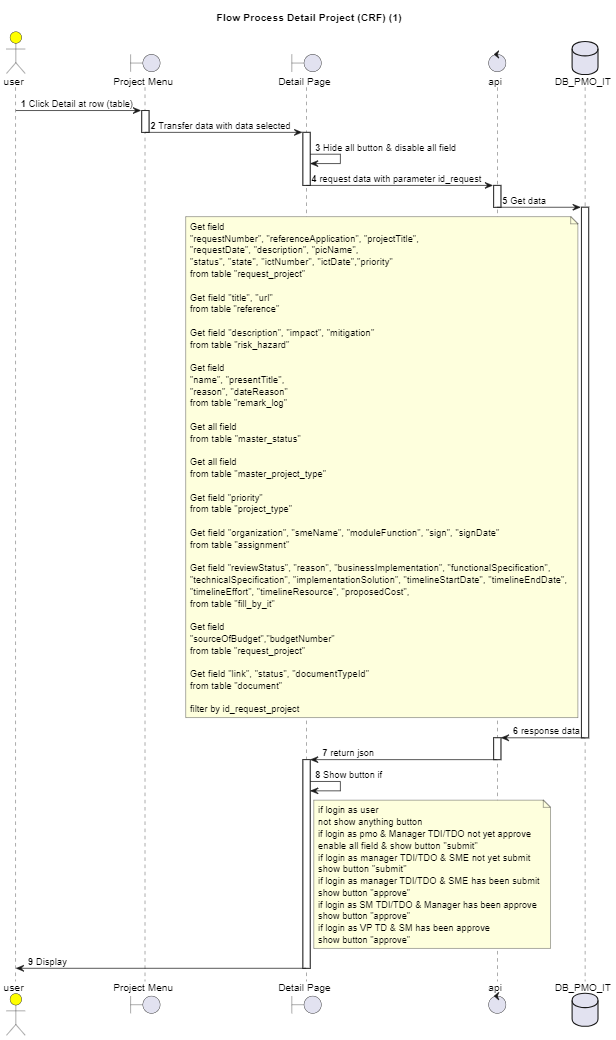 Flow Process Detail Project (CRF) (1)
user
Project Menu
Detail Page
api
DB_PMO_IT
1 Click Detail at row (table)
2 Transfer data with data selected
3 Hide all button & disable all field
4 request data with parameter id_request
5 Get data
Get field
"requestNumber", "referenceApplication", "projectTitle",
"requestDate", "description", "picName",
"status", "state", "ictNumber", "ictDate","priority"
from table "request_project"
Get field "title", "url"
from table "reference"
Get field "description", "impact", "mitigation"
from table "risk_hazard"
Get field
"name", "presentTitle",
"reason", "dateReason"
from table "remark_log"
Get all field
from table "master_status"
Get all field
from table "master_project_type"
Get field "priority"
from table "project_type"
Get field "organization", "smeName", "moduleFunction", "sign", "signDate"
from table "assignment"
Get field "reviewStatus", "reason", "businessImplementation", "functionalSpecification",
"technicalSpecification", "implementationSolution", "timelineStartDate", "timelineEndDate",
"timelineEffort", "timelineResource", "proposedCost",
from table "fill_by_it"
Get field
"sourceOfBudget","budgetNumber"
from table "request_project"
Get field "link", "status", "documentTypeId"
from table "document"
filter by id_request_project
6 response data
7 return json
8 Show button if
if login as user
not show anything button
if login as pmo & Manager TDI/TDO not yet approve
enable all field & show button "submit"
if login as manager TDI/TDO & SME not yet submit
show button "submit"
if login as manager TDI/TDO & SME has been submit
show button "approve"
if login as SM TDI/TDO & Manager has been approve
show button "approve"
if login as VP TD & SM has been approve
show button "approve"
9 Display
user
Project Menu
Detail Page
api
DB_PMO_IT